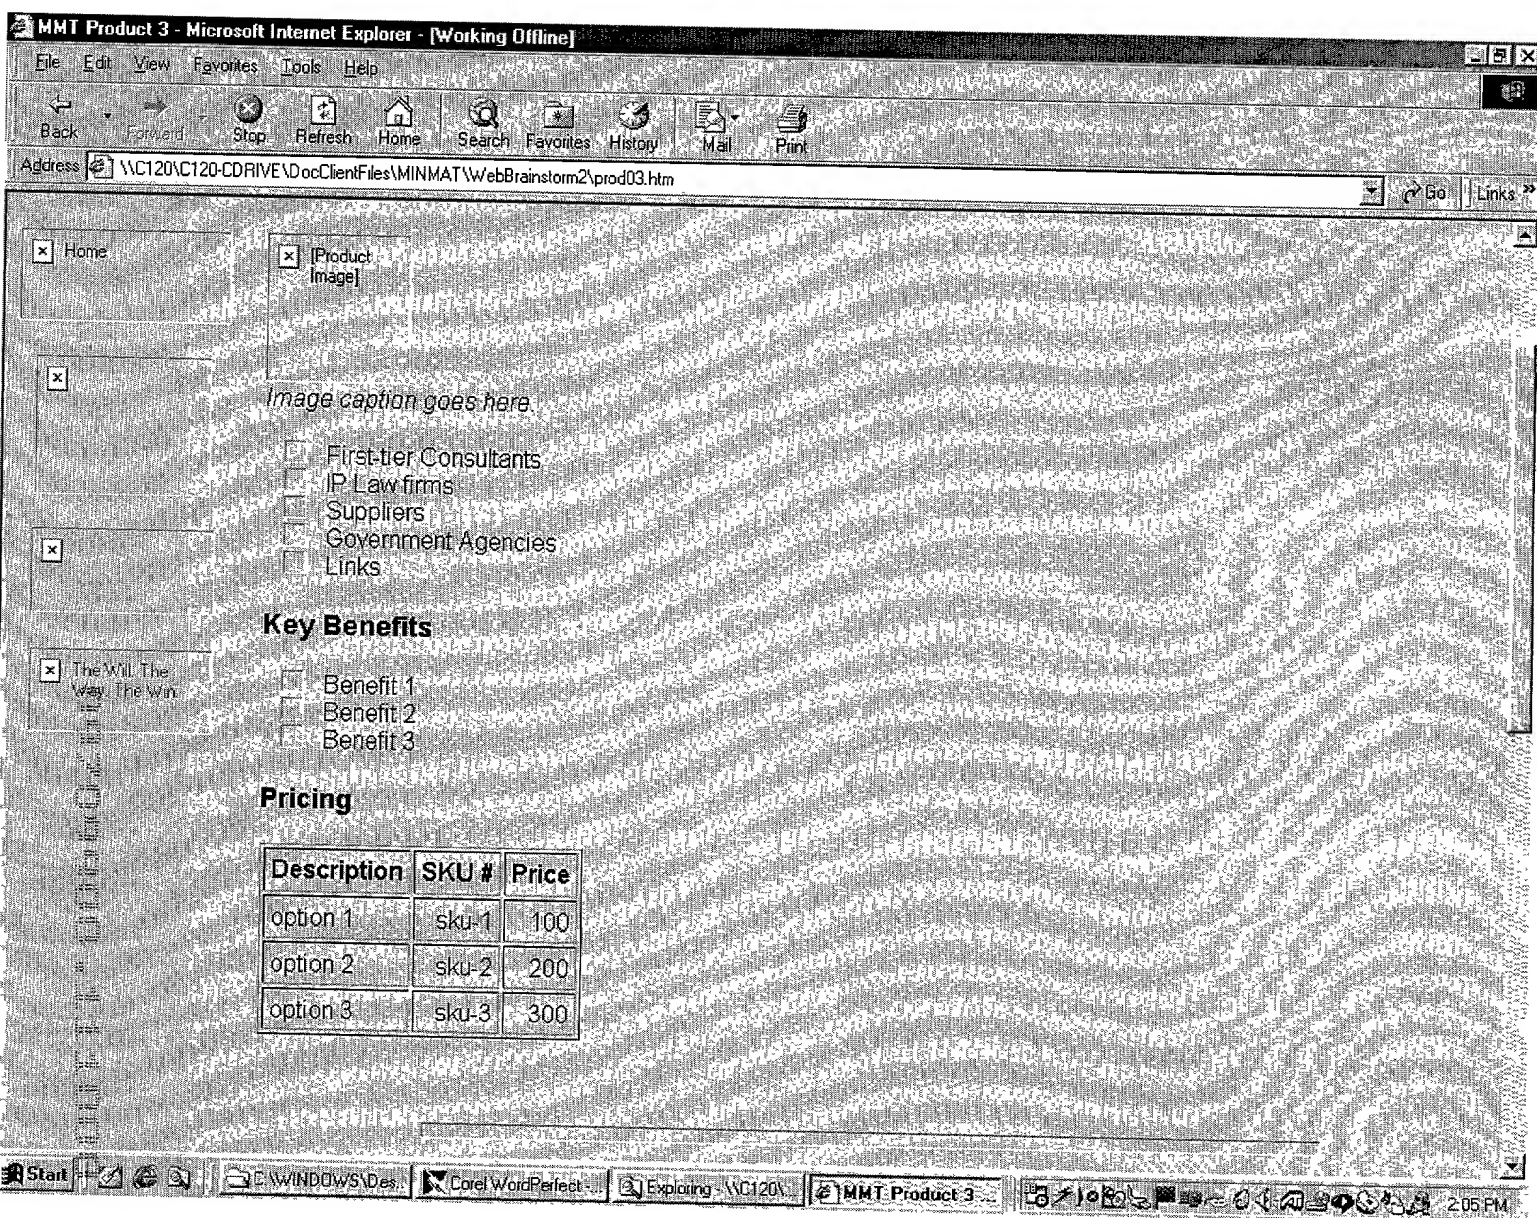 MMT Product 3 - Microsoft Internet Explorer - [Working Offline]
File Edit View Favorites Tools Help
Back Forward Stop Refresh Home Search Favorites History Mail Print
Address \\C120\C120-CDRIVE\DocClientFiles\MINMAT\WebBrainstorm2\prod03.htm Go Links »
Home
[Product
Image]
Image caption goes here.
First-tier Consultants
IP Law firms
Suppliers
Government Agencies
Links
Key Benefits
The Will. The
Way. The Win.
Benefit 1
Benefit 2
Benefit 3
Pricing
Description SKU # Price
option 1 sku-1 100
option 2 sku-2 200
option 3 sku-3 300
Start C:\WINDOWS\Des... Corel WordPerfect - ... Exploring - \\C120\... MMT Product 3 ... 2:05 PM